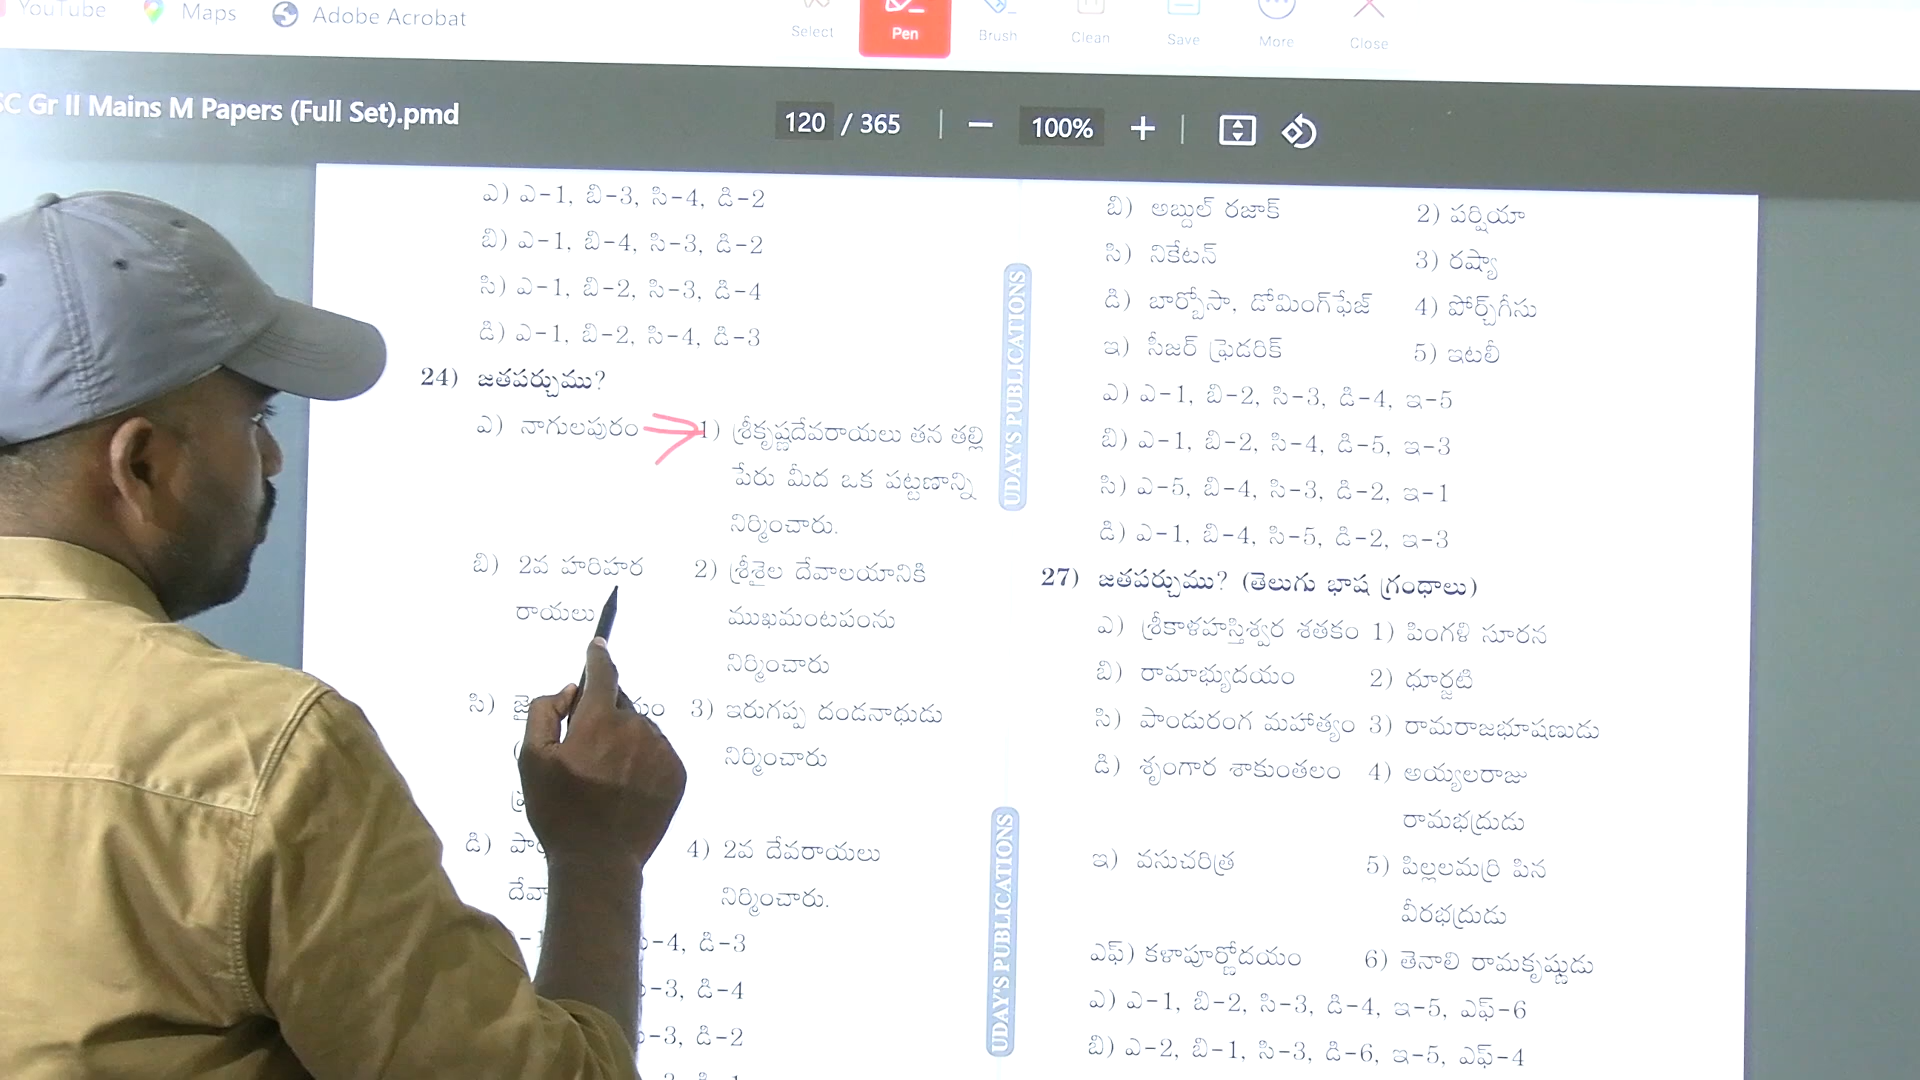 YouTube Maps Adobe Acrobat
Select Pen Brush Clean Save More Close
SC Gr II Mains M Papers (Full Set).pmd
120 / 365 — 100% +
ఎ) ఎ-1, బి-3, సి-4, డి-2
బి) ఎ-1, బి-4, సి-3, డి-2
సి) ఎ-1, బి-2, సి-3, డి-4
డి) ఎ-1, బి-2, సి-4, డి-3
24) జతపర్చుము?
ఎ) నాగులపురం 1) శ్రీకృష్ణదేవరాయలు తన తల్లి
పేరు మీద ఒక పట్టణాన్ని
నిర్మించారు.
బి) 2వ హరిహర 2) శ్రీశైల దేవాలయానికి
రాయలు ముఖమంటపంను
నిర్మించారు
సి) 3) ఇరుగప్ప దండనాథుడు
నిర్మించారు
డి) 4) 2వ దేవరాయలు
నిర్మించారు.
-4, డి-3
-3, డి-4
-3, డి-2
UDAY'S PUBLICATIONS
UDAY'S PUBLICATIONS
బి) అబ్దుల్ రజాక్ 2) పర్షియా
సి) నికేటన్ 3) రష్యా
డి) బార్బోసా, డోమింగ్‌ఫేజ్ 4) పోర్చ్‌గీసు
ఇ) సీజర్ ఫ్రెడరిక్ 5) ఇటలీ
ఎ) ఎ-1, బి-2, సి-3, డి-4, ఇ-5
బి) ఎ-1, బి-2, సి-4, డి-5, ఇ-3
సి) ఎ-5, బి-4, సి-3, డి-2, ఇ-1
డి) ఎ-1, బి-4, సి-5, డి-2, ఇ-3
27) జతపర్చుము? (తెలుగు భాష గ్రంథాలు)
ఎ) శ్రీకాళహస్తిశ్వర శతకం 1) పింగళి సూరన
బి) రామాభ్యుదయం 2) ధూర్జటి
సి) పాండురంగ మహాత్యం 3) రామరాజభూషణుడు
డి) శృంగార శాకుంతలం 4) అయ్యలరాజు
రామభద్రుడు
ఇ) వసుచరిత్ర 5) పిల్లలమర్రి పిన
వీరభద్రుడు
ఎఫ్) కళాపూర్ణోదయం 6) తెనాలి రామకృష్ణుడు
ఎ) ఎ-1, బి-2, సి-3, డి-4, ఇ-5, ఎఫ్-6
బి) ఎ-2, బి-1, సి-3, డి-6, ఇ-5, ఎఫ్-4